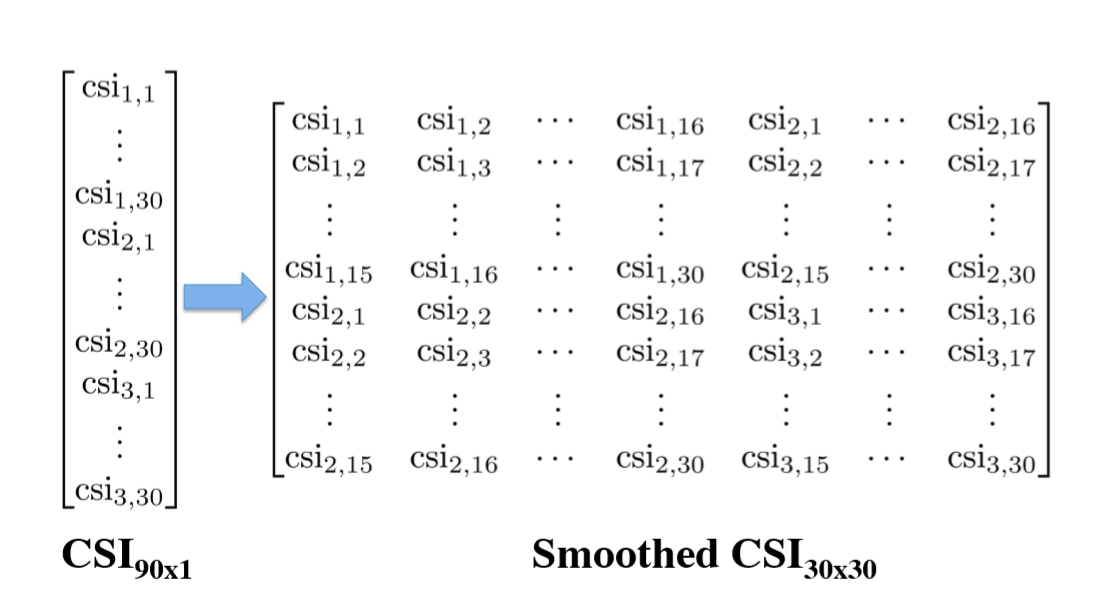 csi1,1
⋮
csi1,30
csi2,1
⋮
csi2,30
csi3,1
⋮
csi3,30
csi1,1 csi1,2 ··· csi1,16 csi2,1 ··· csi2,16
csi1,2 csi1,3 ··· csi1,17 csi2,2 ··· csi2,17
⋮ ⋮ ⋮ ⋮ ⋮ ⋮ ⋮
csi1,15 csi1,16 ··· csi1,30 csi2,15 ··· csi2,30
csi2,1 csi2,2 ··· csi2,16 csi3,1 ··· csi3,16
csi2,2 csi2,3 ··· csi2,17 csi3,2 ··· csi3,17
⋮ ⋮ ⋮ ⋮ ⋮ ⋮ ⋮
csi2,15 csi2,16 ··· csi2,30 csi3,15 ··· csi3,30
CSI90x1
Smoothed CSI30x30